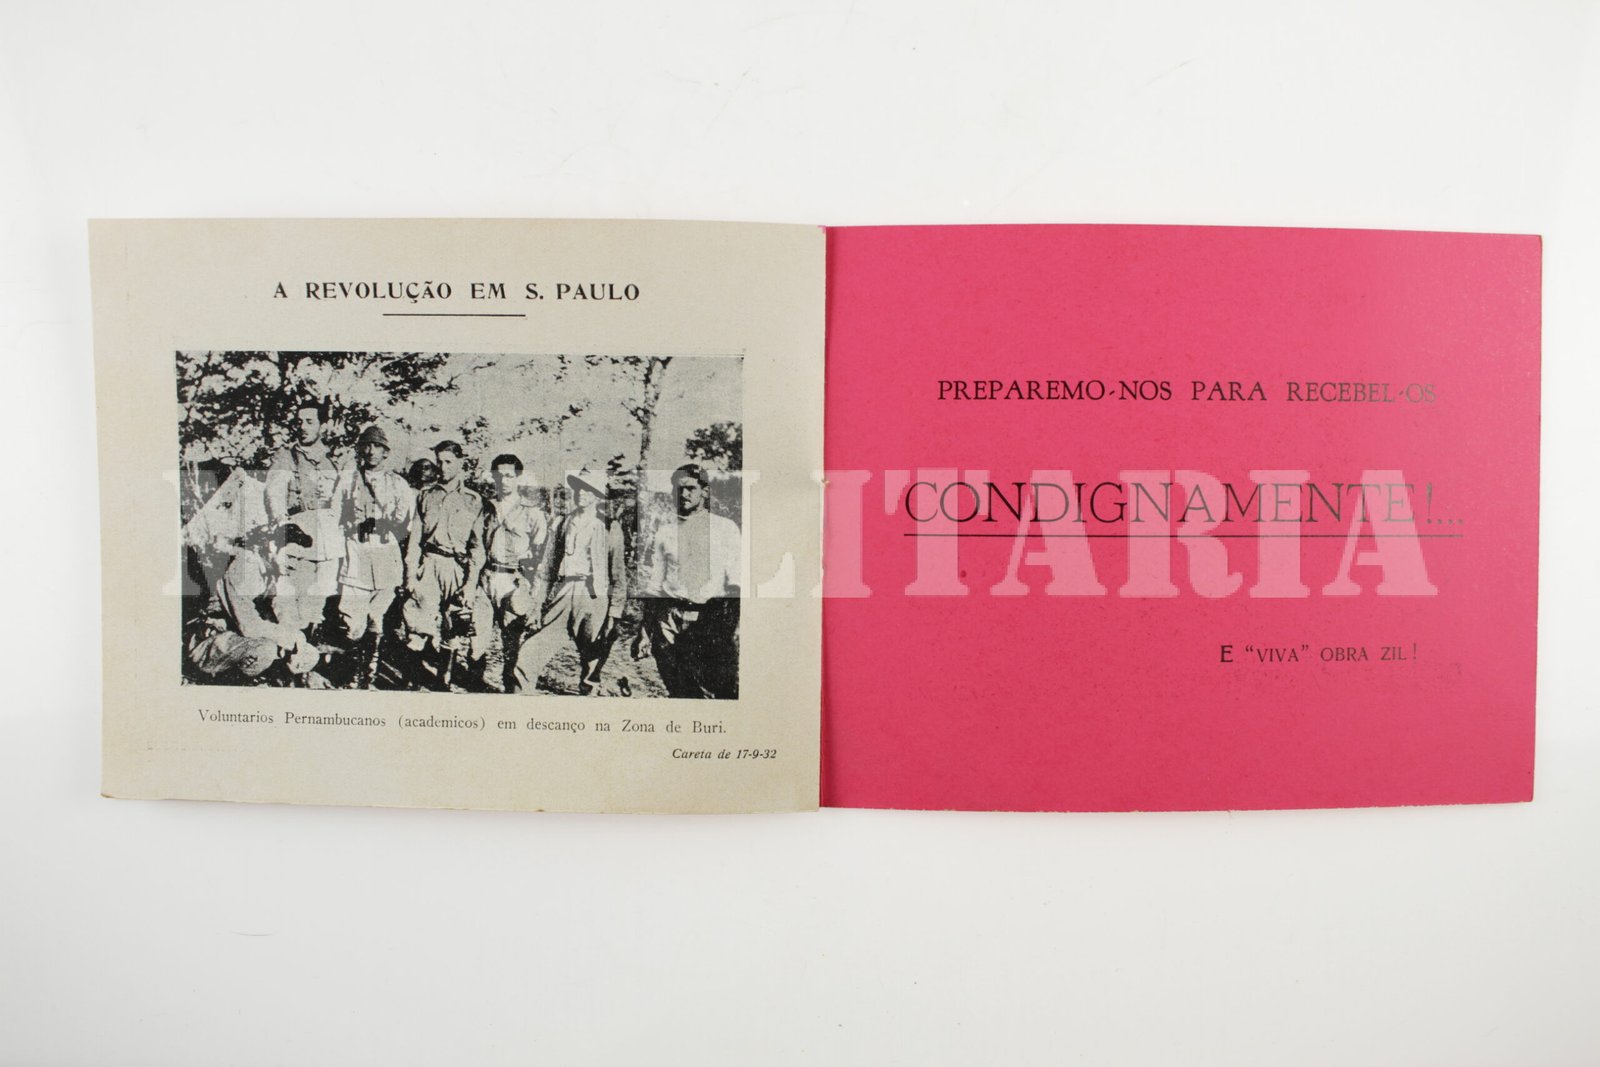 A REVOLUÇÃO EM S. PAULO
Voluntarios Pernambucanos (academicos) em descanço na Zona de Buri.
Careta de 17-9-32
PREPAREMO-NOS PARA RECEBEL-OS
CONDIGNAMENTE!...
E "VIVA" OBRA ZIL!
MILITARIA